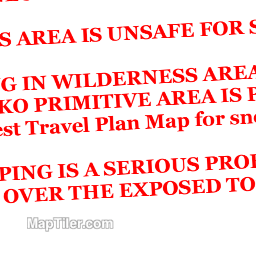 S AREA IS UNSAFE FOR S
G IN WILDERNESS AREA
KO PRIMITIVE AREA IS P
est Travel Plan Map for sno
PING IS A SERIOUS PROB
OVER THE EXPOSED TO
MapTiler.com